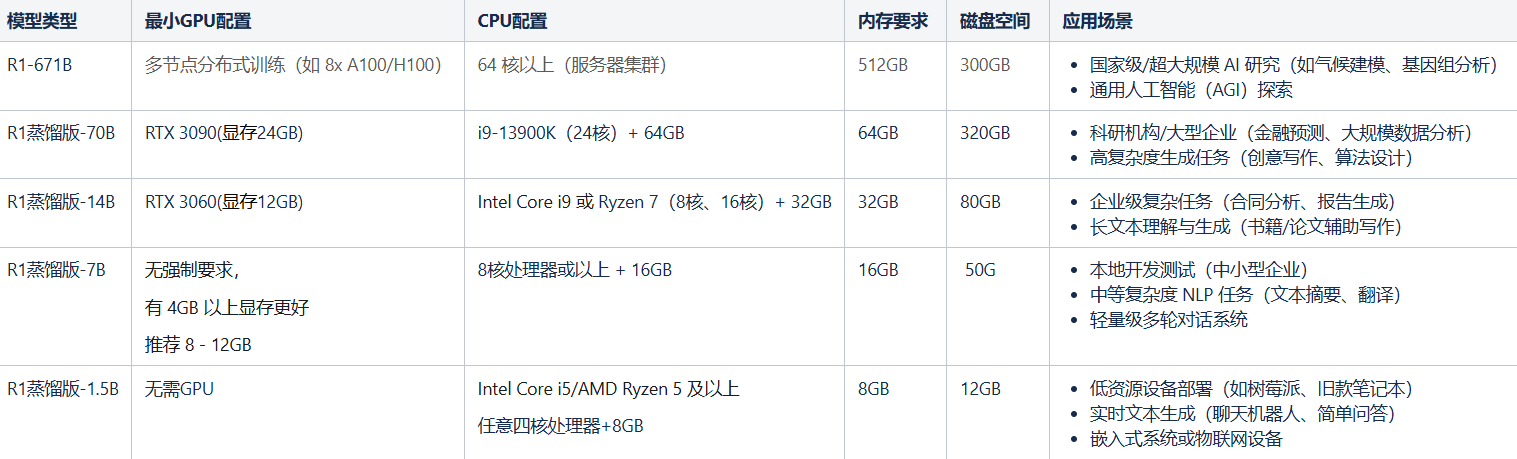 模型类型 最小GPU配置 CPU配置 内存要求 磁盘空间 应用场景
R1-671B 多节点分布式训练（如 8x A100/H100） 64 核以上（服务器集群） 512GB 300GB • 国家级/超大规模 AI 研究（如气候建模、基因组分析）
• 通用人工智能（AGI）探索
R1蒸馏版-70B RTX 3090(显存24GB) i9-13900K（24核）+ 64GB 64GB 320GB • 科研机构/大型企业（金融预测、大规模数据分析）
• 高复杂度生成任务（创意写作、算法设计）
R1蒸馏版-14B RTX 3060(显存12GB) Intel Core i9 或 Ryzen 7（8核、16核）+ 32GB 32GB 80GB • 企业级复杂任务（合同分析、报告生成）
• 长文本理解与生成（书籍/论文辅助写作）
R1蒸馏版-7B 无强制要求， 8核处理器或以上 + 16GB 16GB 50G • 本地开发测试（中小型企业）
有 4GB 以上显存更好 • 中等复杂度 NLP 任务（文本摘要、翻译）
• 轻量级多轮对话系统
推荐 8 - 12GB
R1蒸馏版-1.5B 无需GPU Intel Core i5/AMD Ryzen 5 及以上 8GB 12GB • 低资源设备部署（如树莓派、旧款笔记本）
• 实时文本生成（聊天机器人、简单问答）
任意四核处理器+8GB
• 嵌入式系统或物联网设备